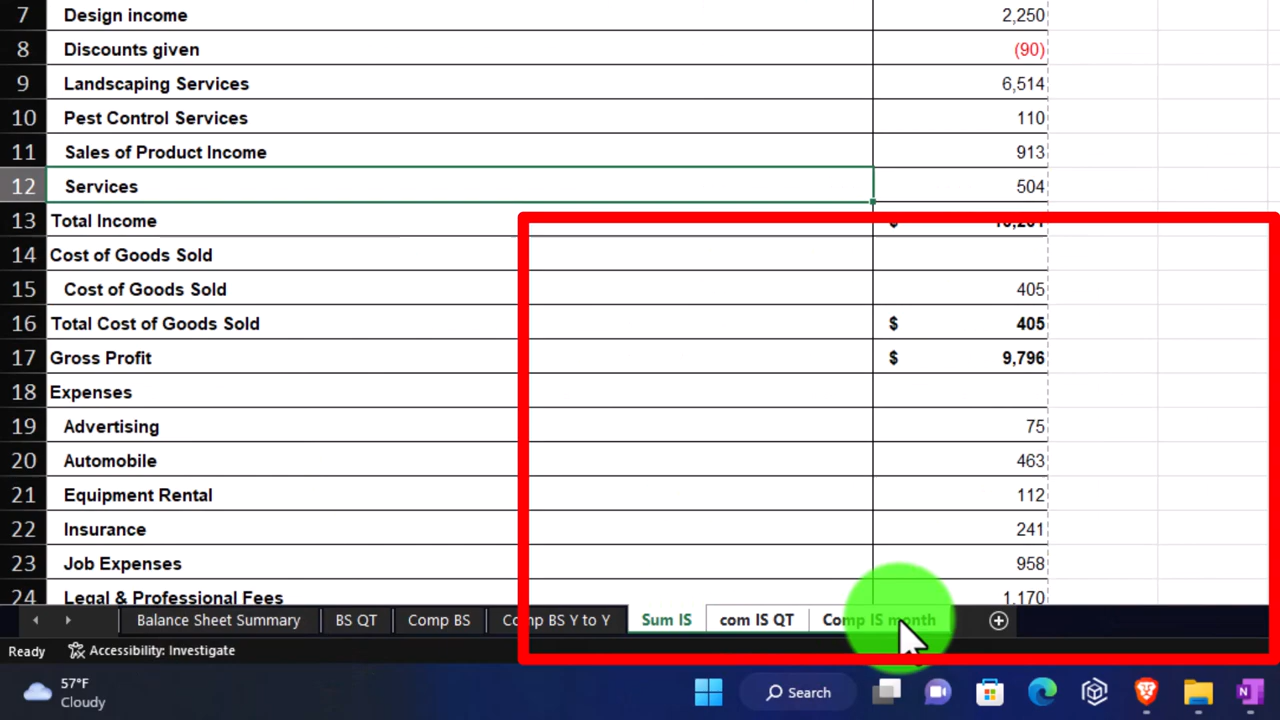 7 Design income 2,250
8 Discounts given (90)
9 Landscaping Services 6,514
10 Pest Control Services 110
11 Sales of Product Income 913
12 Services 504
13 Total Income $
14 Cost of Goods Sold
15 Cost of Goods Sold 405
16 Total Cost of Goods Sold $ 405
17 Gross Profit $ 9,796
18 Expenses
19 Advertising 75
20 Automobile 463
21 Equipment Rental 112
22 Insurance 241
23 Job Expenses 958
24 Legal & Professional Fees 1,170
Balance Sheet Summary BS QT Comp BS Comp BS Y to Y Sum IS com IS QT Comp IS month
Ready Accessibility: Investigate
57°F
Cloudy
Search